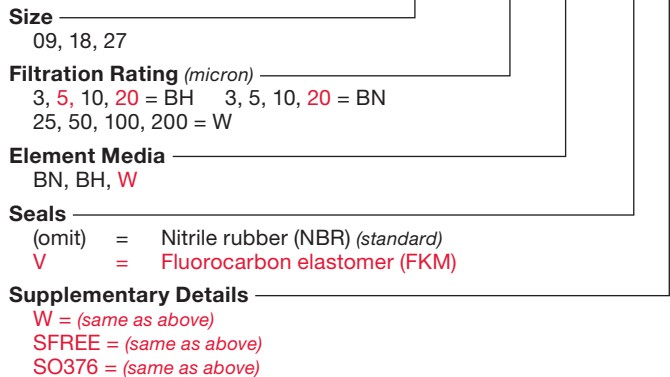 Size
09, 18, 27
Filtration Rating (micron)
3, 5, 10, 20 = BH 3, 5, 10, 20 = BN
25, 50, 100, 200 = W
Element Media
BN, BH, W
Seals
(omit) = Nitrile rubber (NBR) (standard)
V = Fluorocarbon elastomer (FKM)
Supplementary Details
W = (same as above)
SFREE = (same as above)
SO376 = (same as above)